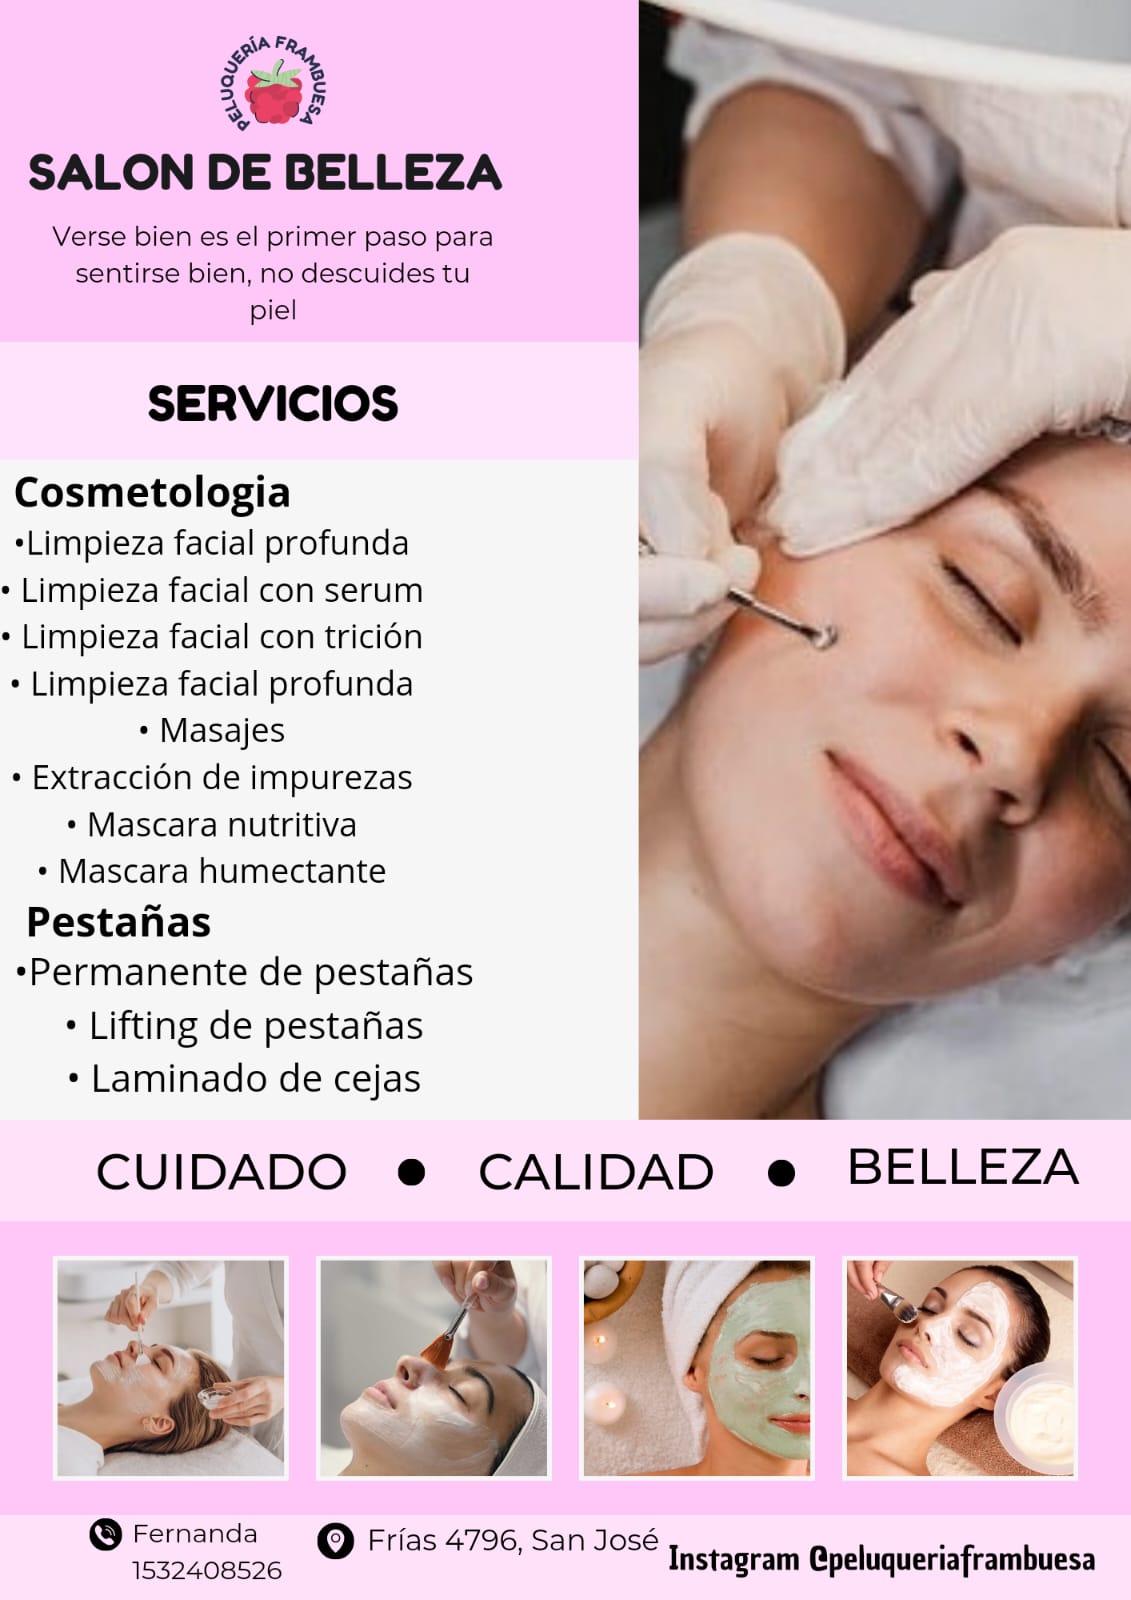 PELUQUERÍA FRAMBUESA
SALON DE BELLEZA
Verse bien es el primer paso para
sentirse bien, no descuides tu
piel
SERVICIOS
Cosmetologia
•Limpieza facial profunda
• Limpieza facial con serum
• Limpieza facial con trición
• Limpieza facial profunda
• Masajes
• Extracción de impurezas
• Mascara nutritiva
• Mascara humectante
Pestañas
•Permanente de pestañas
• Lifting de pestañas
• Laminado de cejas
CUIDADO ● CALIDAD ● BELLEZA
Fernanda
1532408526
Frías 4796, San José
Instagram @peluqueriaframbuesa